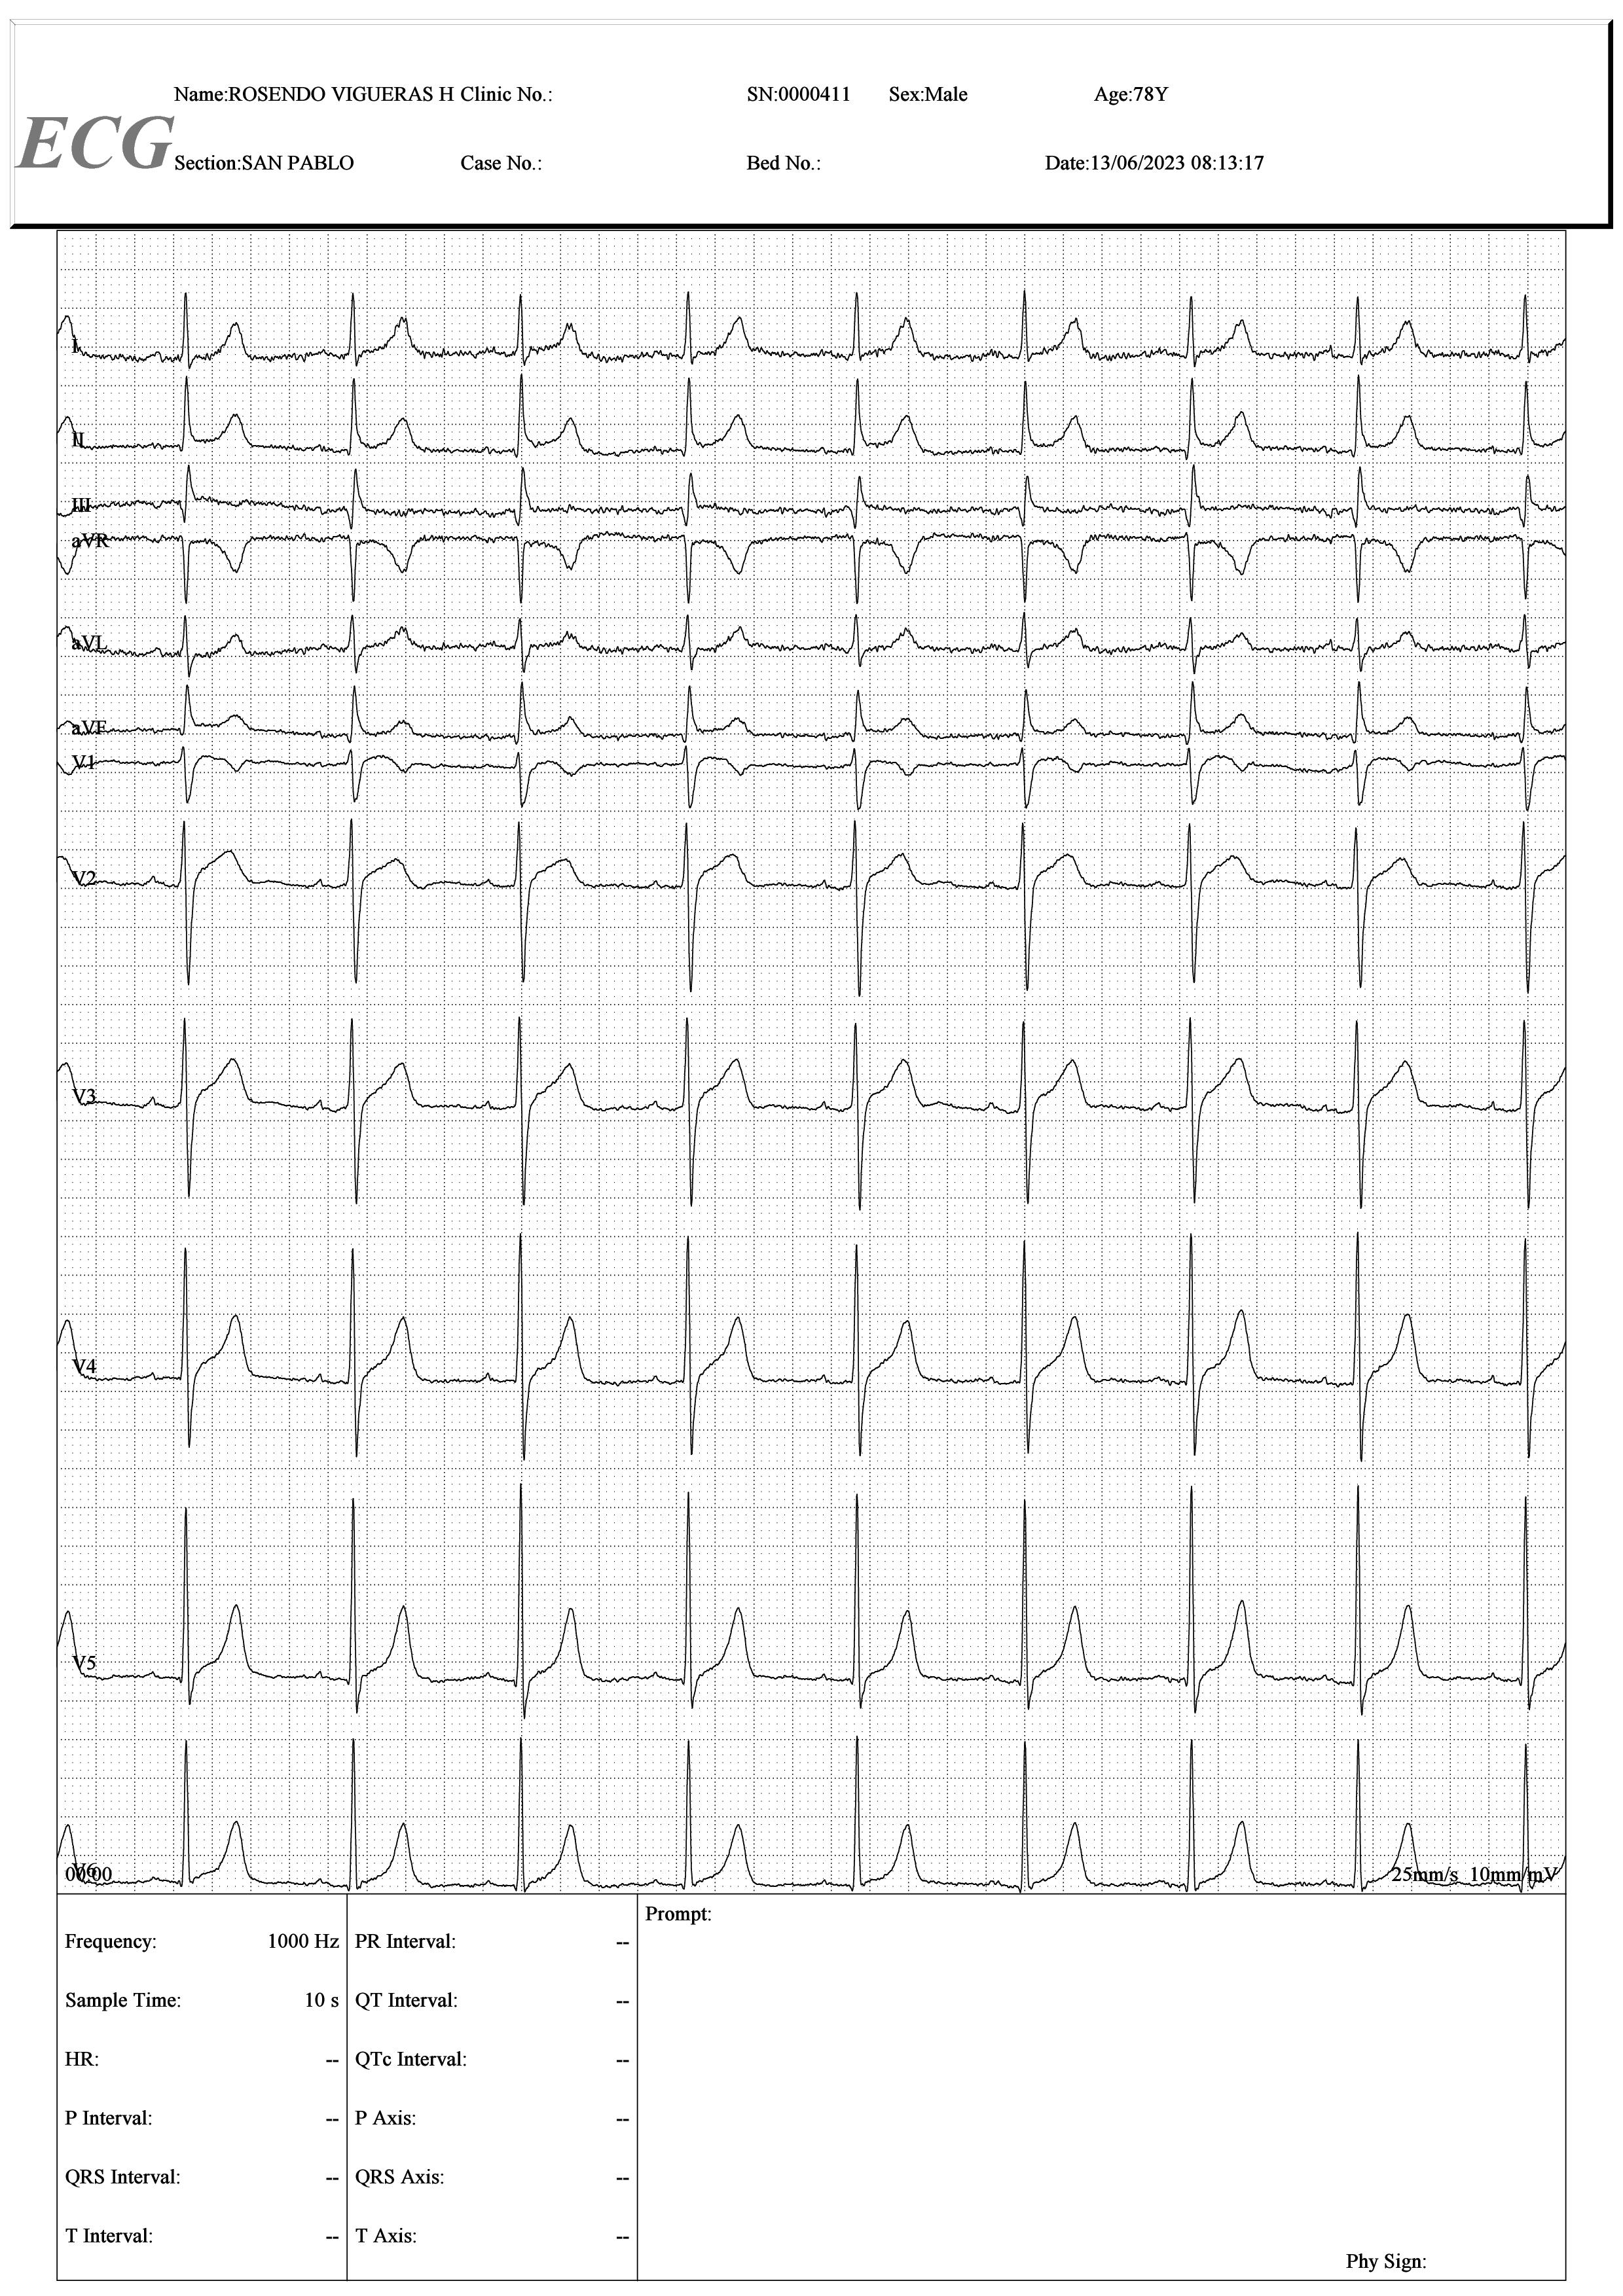 Name:ROSENDO VIGUERAS H Clinic No.: SN:0000411 Sex:Male Age:78Y
ECG
Section:SAN PABLO Case No.: Bed No.: Date:13/06/2023 08:13:17
I
II
III
aVR
aVL
aVF
V1
V2
V3
V4
V5
V6
00:00 25mm/s 10mm/mV
Frequency: 1000 Hz PR Interval: -- Prompt:
Sample Time: 10 s QT Interval: --
HR: -- QTc Interval: --
P Interval: -- P Axis: --
QRS Interval: -- QRS Axis: --
T Interval: -- T Axis: --
Phy Sign: